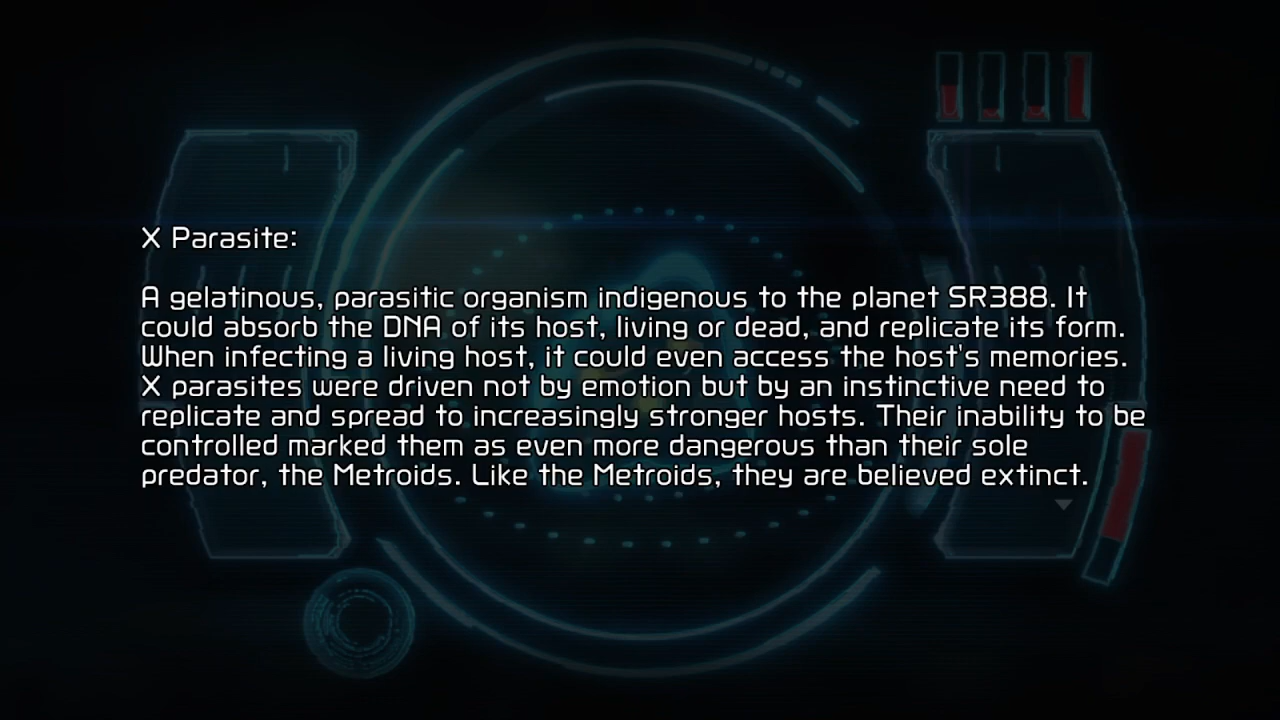 X Parasite:
A gelatinous, parasitic organism indigenous to the planet SR388. It
could absorb the DNA of its host, living or dead, and replicate its form.
When infecting a living host, it could even access the host's memories.
X parasites were driven not by emotion but by an instinctive need to
replicate and spread to increasingly stronger hosts. Their inability to be
controlled marked them as even more dangerous than their sole
predator, the Metroids. Like the Metroids, they are believed extinct.